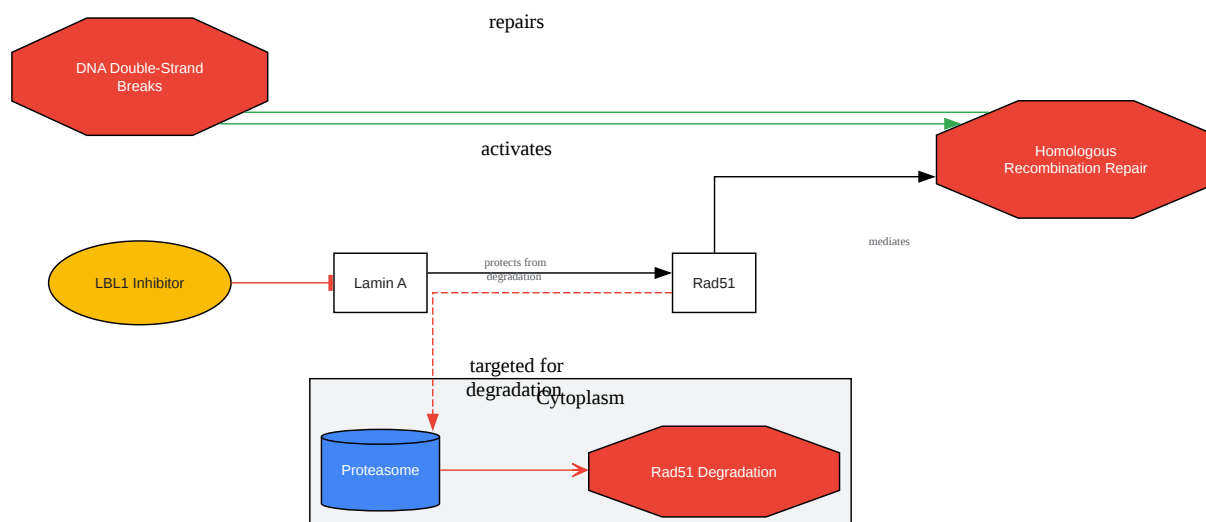 repairs
DNA Double-Strand
Breaks
activates
Homologous
Recombination Repair
mediates
LBL1 Inhibitor
Lamin A
protects from
degradation
Rad51
targeted for
degradation
Cytoplasm
Proteasome
Rad51 Degradation